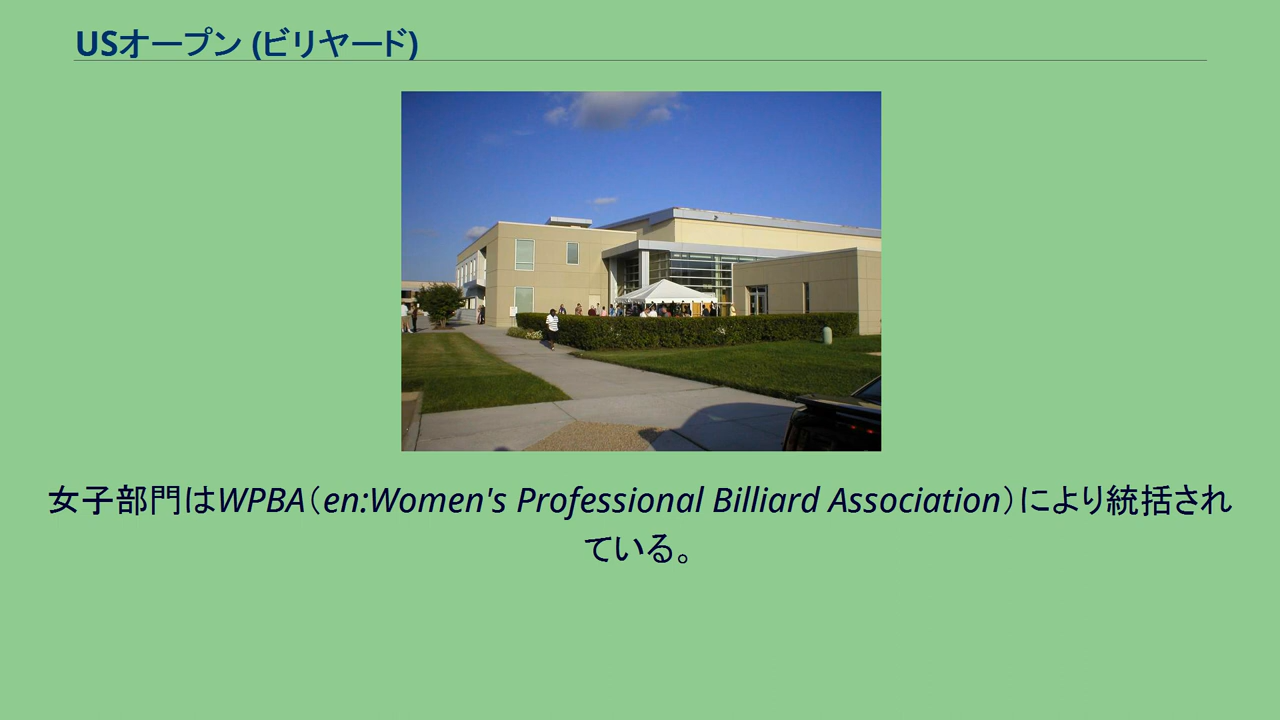 USオープン (ビリヤード)
女子部門はWPBA（en:Women's Professional Billiard Association）により統括され
ている。